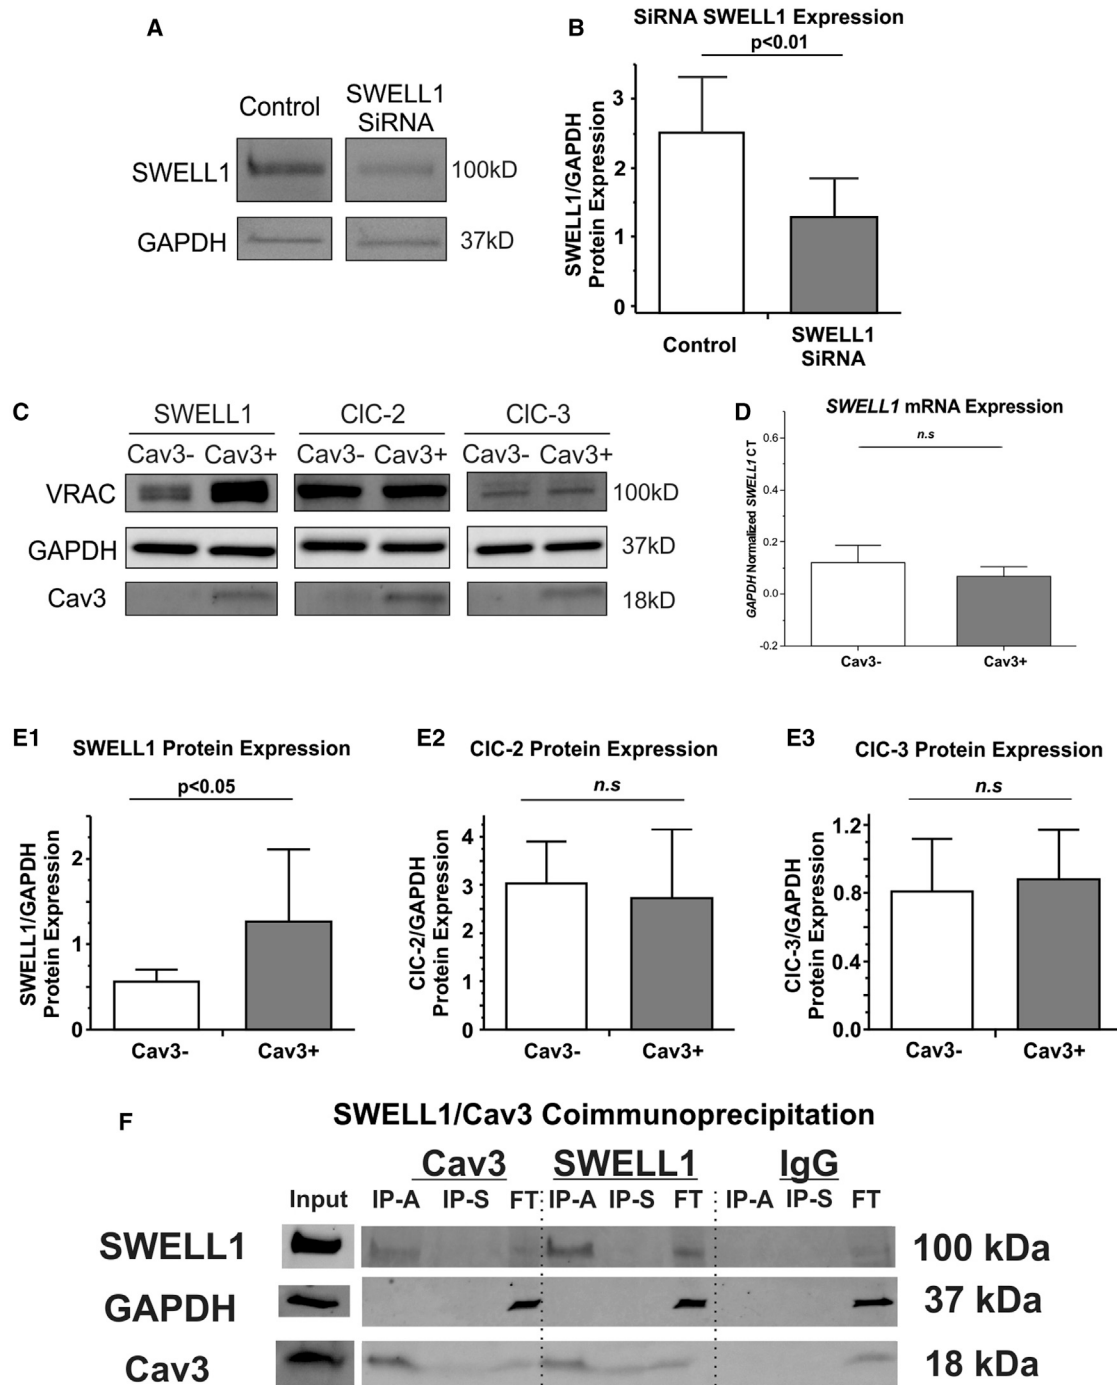 A
Control
SWELL1
SiRNA
SWELL1
100kD
GAPDH
37kD
B
SiRNA SWELL1 Expression
p<0.01
SWELL1/GAPDH
Protein Expression
3
2
1
0
Control
SWELL1
SiRNA
C
SWELL1
ClC-2
ClC-3
Cav3- Cav3+
Cav3- Cav3+
Cav3- Cav3+
VRAC
100kD
GAPDH
37kD
Cav3
18kD
D
SWELL1 mRNA Expression
n.s
GAPDH Normalized SWELL1 CT
0.6
0.4
0.2
0.0
-0.2
Cav3-
Cav3+
E1
SWELL1 Protein Expression
p<0.05
SWELL1/GAPDH
Protein Expression
2
1
0
Cav3-
Cav3+
E2
ClC-2 Protein Expression
n.s
ClC-2/GAPDH
Protein Expression
4
3
2
1
0
Cav3-
Cav3+
E3
ClC-3 Protein Expression
n.s
ClC-3/GAPDH
Protein Expression
1.2
0.8
0.4
0.0
Cav3-
Cav3+
F
SWELL1/Cav3 Coimmunoprecipitation
Cav3
SWELL1
IgG
Input IP-A IP-S FT IP-A IP-S FT IP-A IP-S FT
SWELL1
100 kDa
GAPDH
37 kDa
Cav3
18 kDa